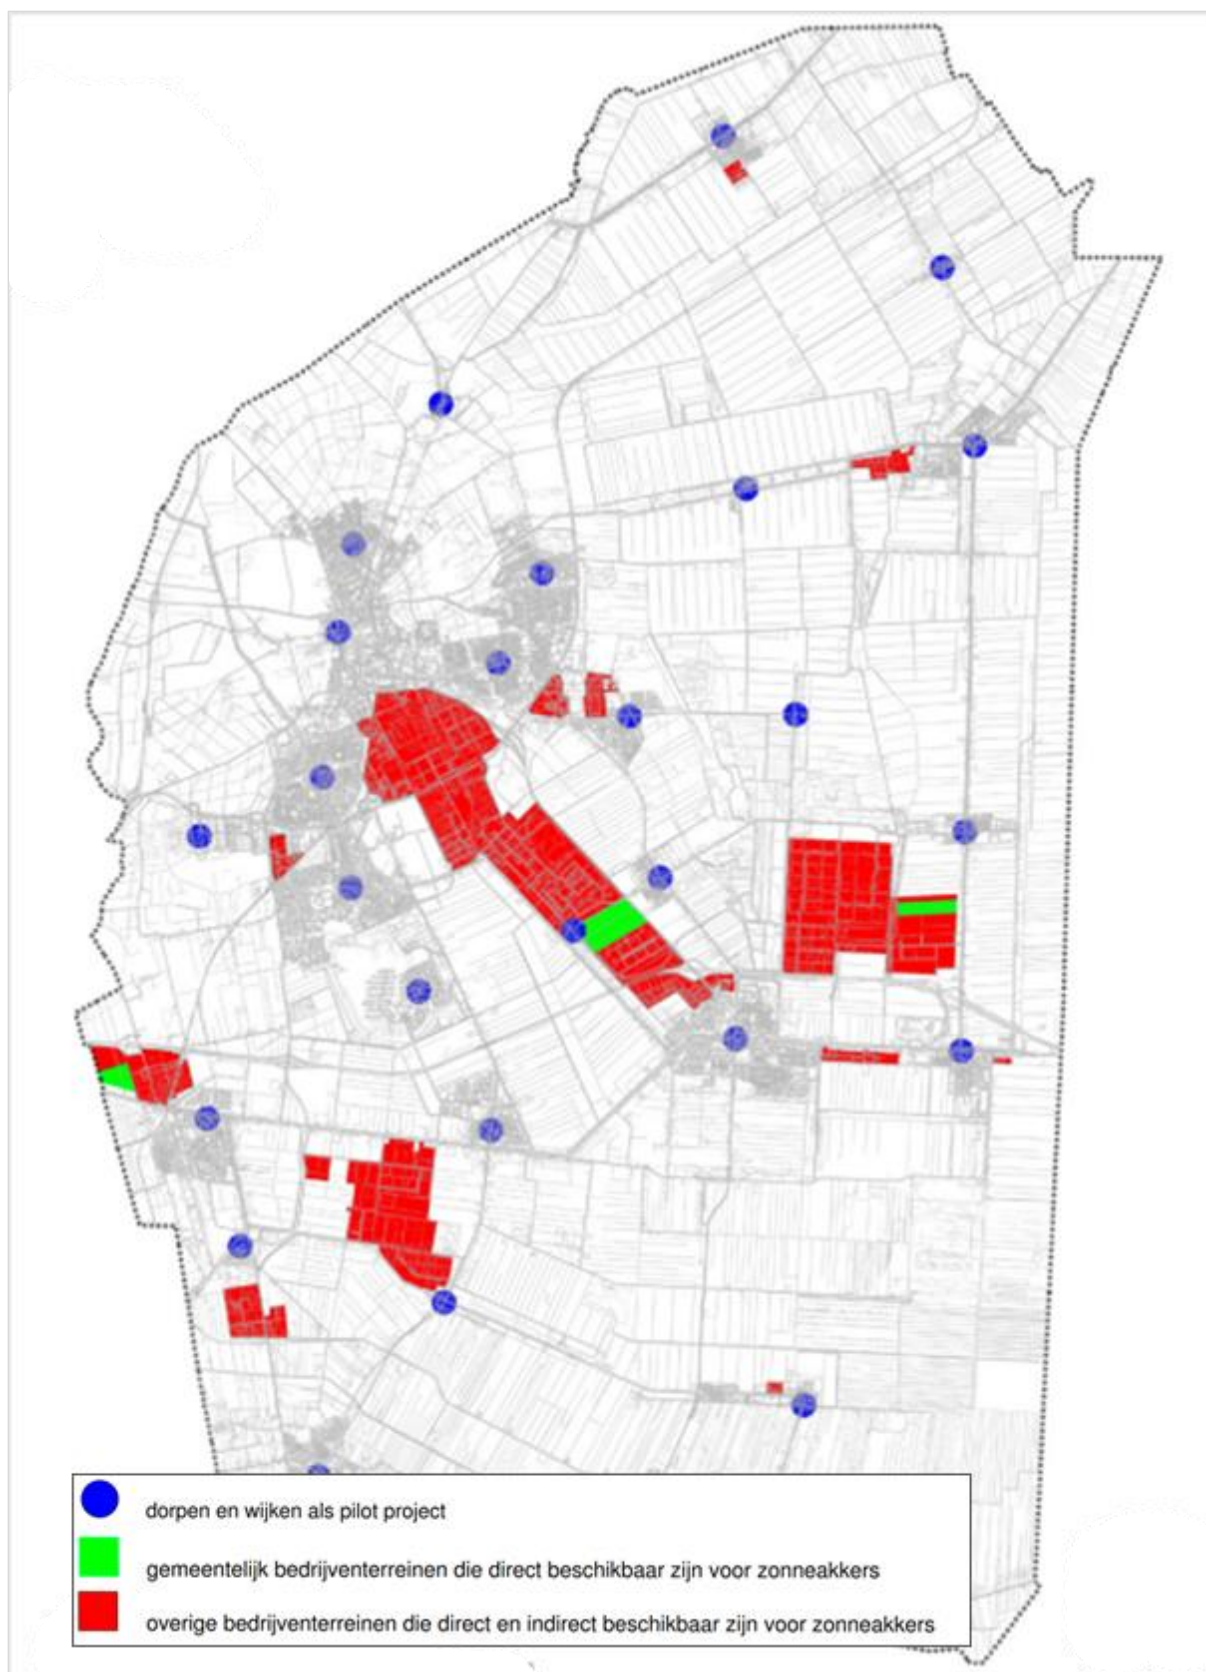 dorpen en wijken als pilot project
gemeentelijk bedrijventerreinen die direct beschikbaar zijn voor zonneakkers
overige bedrijventerreinen die direct en indirect beschikbaar zijn voor zonneakkers